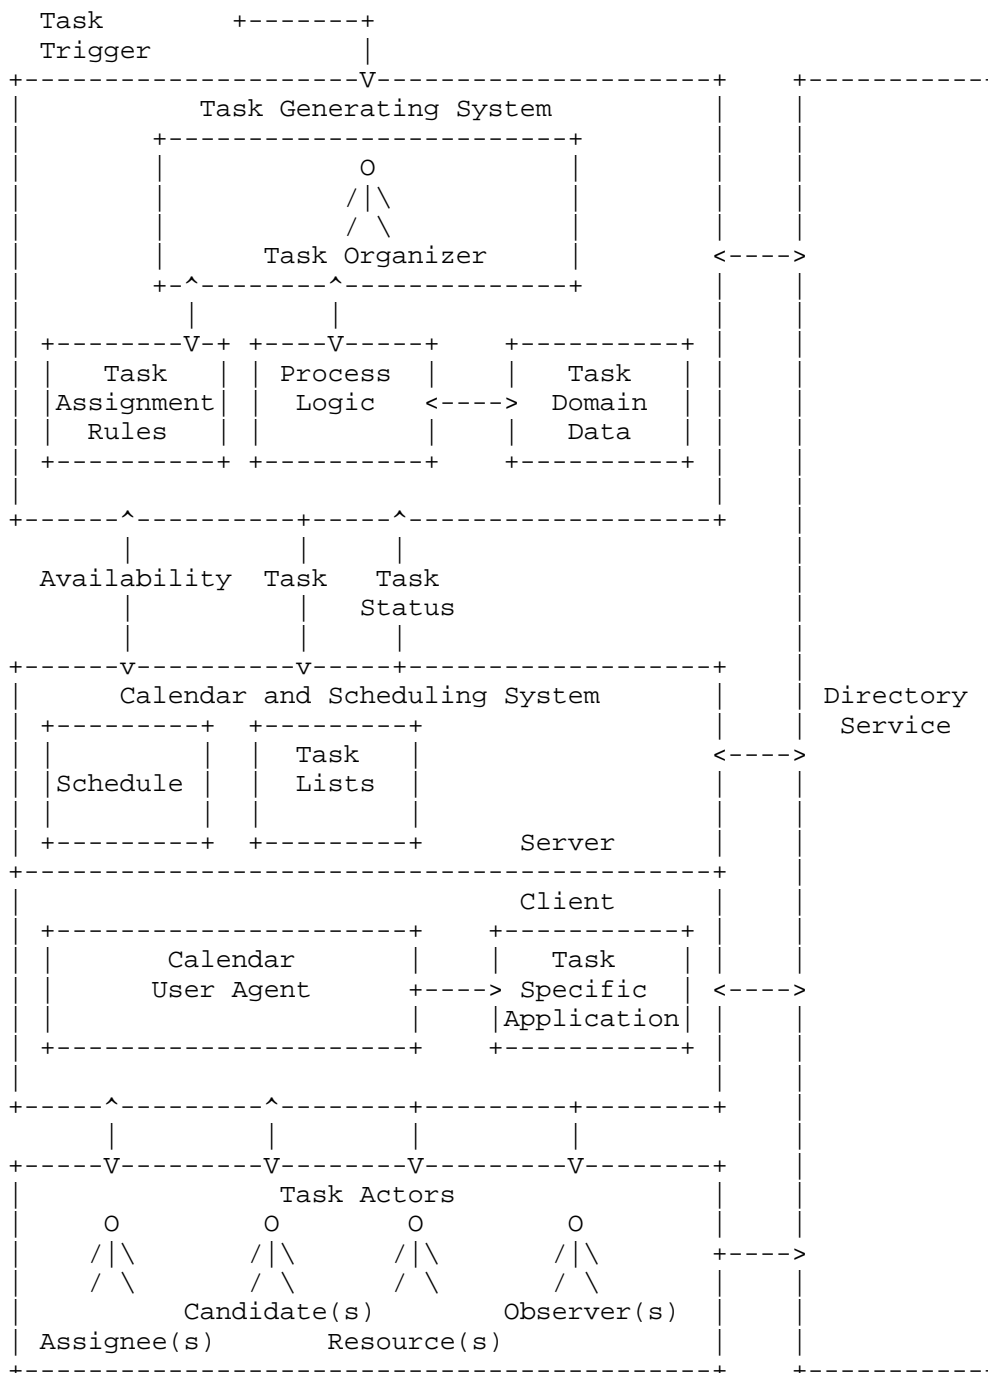 Task
Trigger
Task Generating System
Task Organizer
Task Process Task
Assignment Logic Domain
Rules Data
Availability Task Task
Status
Calendar and Scheduling System
Directory
Task
Service
Schedule Lists
Server
Client
Calendar Task
User Agent Specific
Application
Task Actors
Candidate(s) Observer(s)
Assignee(s) Resource(s)